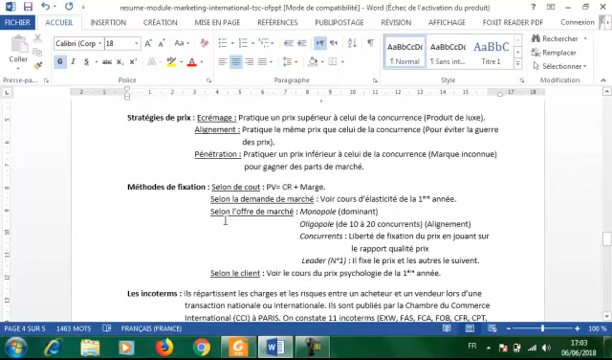 resume-module-marketing-international-tsc-ofppt [Mode de compatibilité] - Word (Échec de l'activation du produit)
FICHIER ACCUEIL INSERTION CRÉATION MISE EN PAGE RÉFÉRENCES PUBLIPOSTAGE RÉVISION AFFICHAGE FOXIT READER PDF Connexion
Calibri (Corp 18
Coller
G I S
AaBbCcDc AaBbCcDc AaBbC
¶ Normal ¶ Sans int... Titre 1
Rechercher
Remplacer
Sélectionner
Presse-pa... Police Paragraphe Style Modification
Stratégies de prix : Ecrémage : Pratique un prix supérieur à celui de la concurrence (Produit de luxe).
Alignement : Pratique le même prix que celui de la concurrence (Pour éviter la guerre
des prix).
Pénétration : Pratiquer un prix inférieur à celui de la concurrence (Marque inconnue)
pour gagner des parts de marché.
Méthodes de fixation : Selon de cout : PV= CR + Marge.
Selon la demande de marché : Voir cours d'élasticité de la 1ère année.
Selon l'offre de marché : Monopole (dominant)
Oligopole (de 10 à 20 concurrents) (Alignement)
Concurrents : Liberté de fixation du prix en jouant sur
le rapport qualité prix
Leader (N°1) : Il fixe le prix et les autres le suivent.
Selon le client : Voir le cours du prix psychologie de la 1ère année.
Les incoterms : ils répartissent les charges et les risques entre un acheteur et un vendeur lors d'une
transaction nationale ou internationale. Ils sont publiés par la Chambre du Commerce
International (CCI) à PARIS. On constate 11 incoterms (EXW, FAS, FCA, FOB, CFR, CPT,
PAGE 4 SUR 5 1463 MOTS FRANÇAIS (FRANCE) 100 %
FR 17:03
06/06/2018